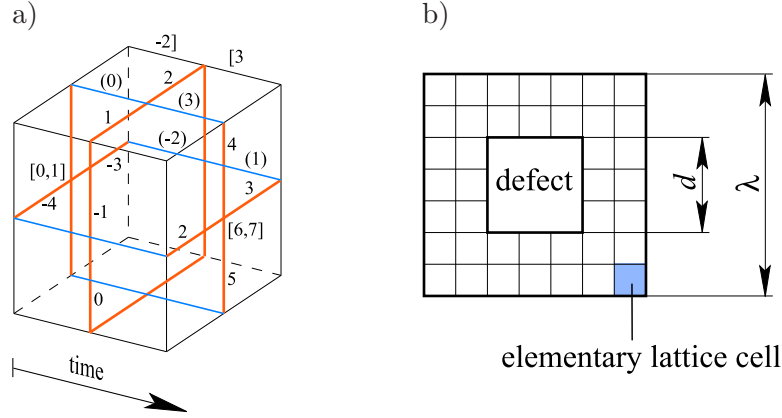 a)
b)
-2]
[3
(0)
2
(3)
1
(-2)
4
(1)
[0,1]
-3
3
-4
-1
2
[6,7]
0
5
time
defect
d
λ
elementary lattice cell